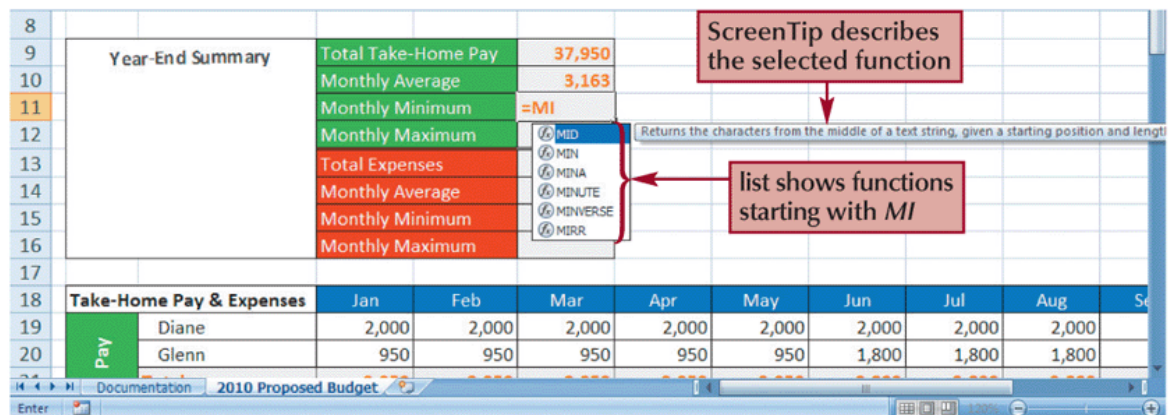 8
ScreenTip describes
the selected function
9 Year-End Summary Total Take-Home Pay 37,950
10 Monthly Average 3,163
11 Monthly Minimum =MI
12 Monthly Maximum
MID Returns the characters from the middle of a text string, given a starting position and length
MIN
13 Total Expenses
MINA
list shows functions
starting with MI
14 Monthly Average
MINUTE
15 Monthly Minimum
MINVERSE
16 Monthly Maximum
MIRR
17
18 Take-Home Pay & Expenses Jan Feb Mar Apr May Jun Jul Aug
19 Pay Diane 2,000 2,000 2,000 2,000 2,000 2,000 2,000 2,000
20 Glenn 950 950 950 950 950 1,800 1,800 1,800
Documentation 2010 Proposed Budget
Enter 120%